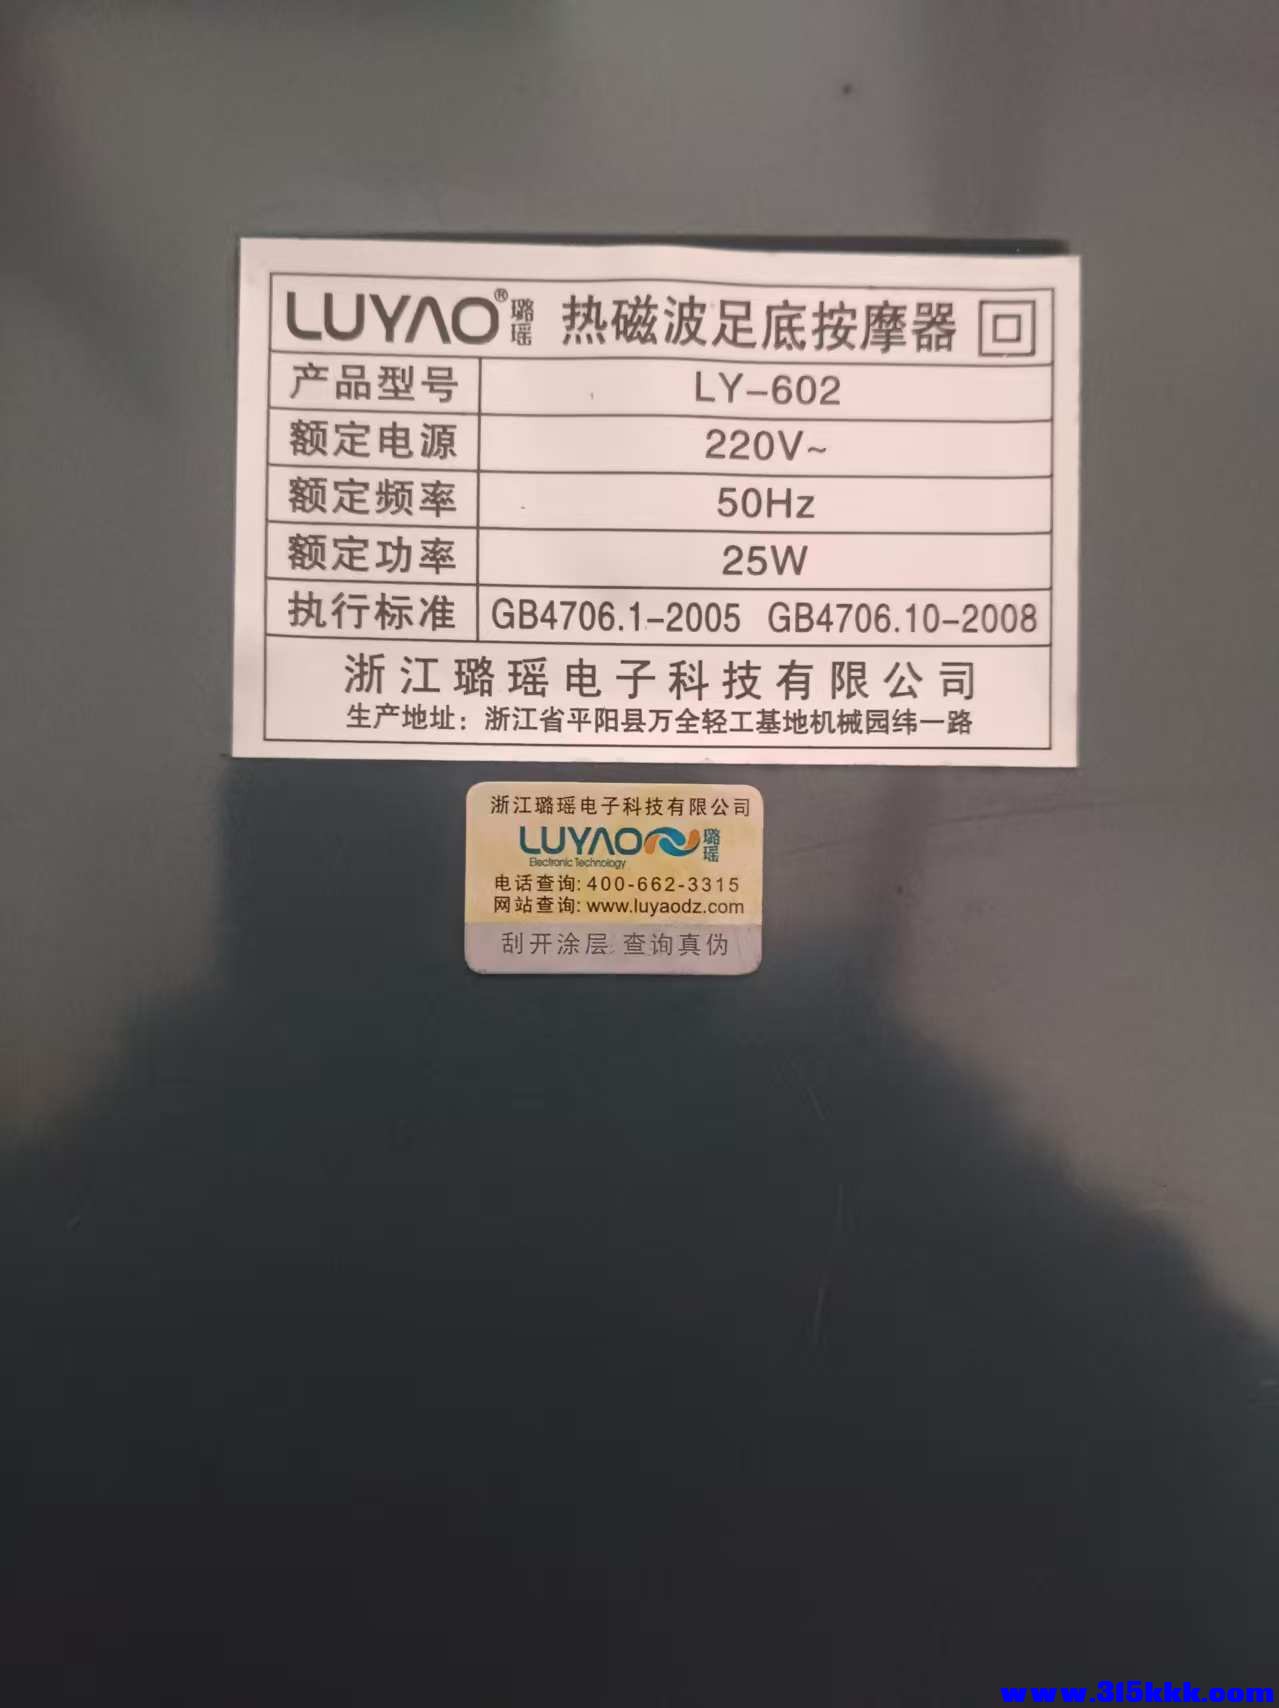 LUYAO® 璐瑶 热磁波足底按摩器
产品型号 LY-602
额定电源 220V~
额定频率 50Hz
额定功率 25W
执行标准 GB4706.1-2005 GB4706.10-2008
浙江璐瑶电子科技有限公司
生产地址：浙江省平阳县万全轻工基地机械园纬一路
浙江璐瑶电子科技有限公司
LUYAO 璐瑶
Electronic Technology
电话查询: 400-662-3315
网站查询: www.luyaodz.com
刮开涂层 查询真伪
www.315kkk.com